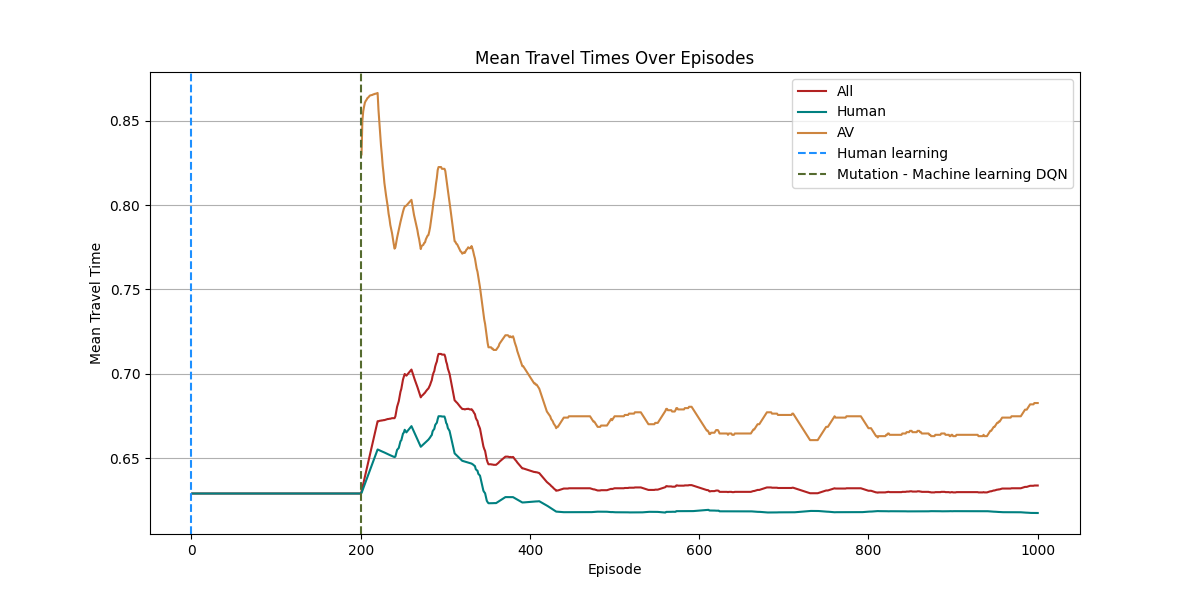 Mean Travel Times Over Episodes
Mean Travel Time
0.85
0.80
0.75
0.70
0.65
All
Human
AV
Human learning
Mutation - Machine learning DQN
0
200
400
600
800
1000
Episode